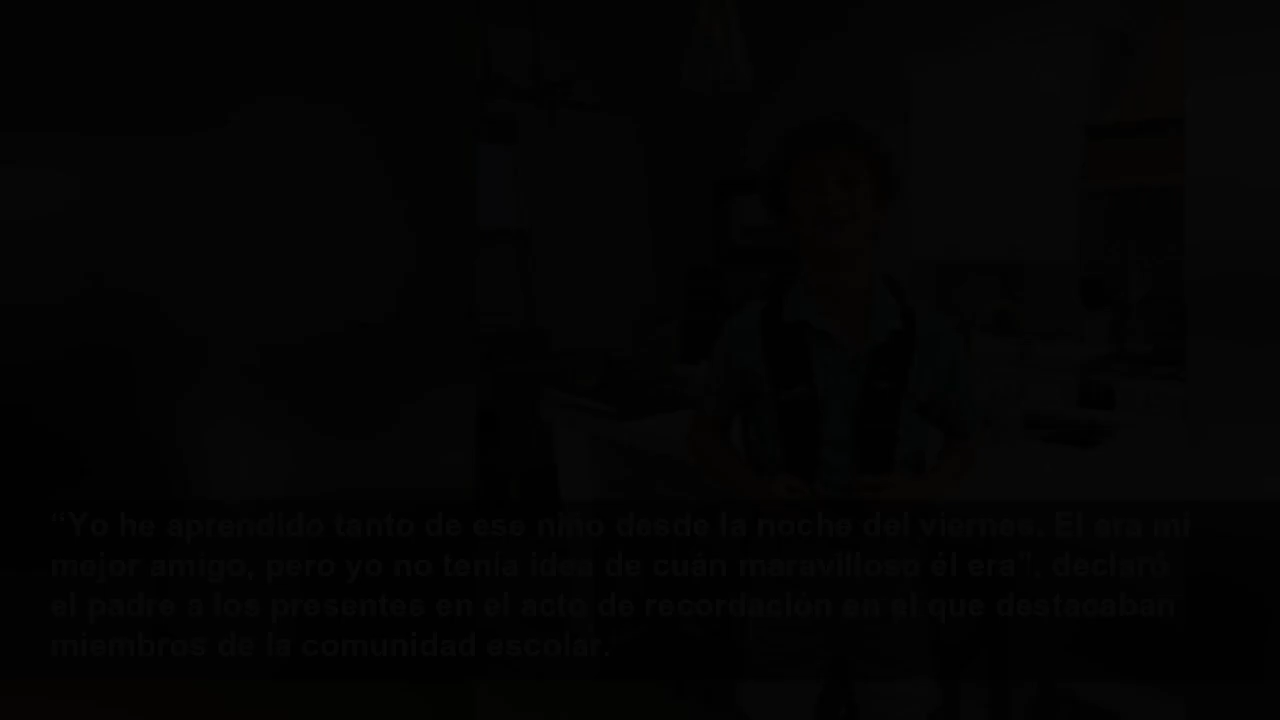 “Yo he aprendido tanto de ese niño desde la noche del viernes. Él era mi
mejor amigo, pero yo no tenía idea de cuán maravilloso él era”, declaró
el padre a los presentes en el acto de recordación en el que destacaban
miembros de la comunidad escolar.